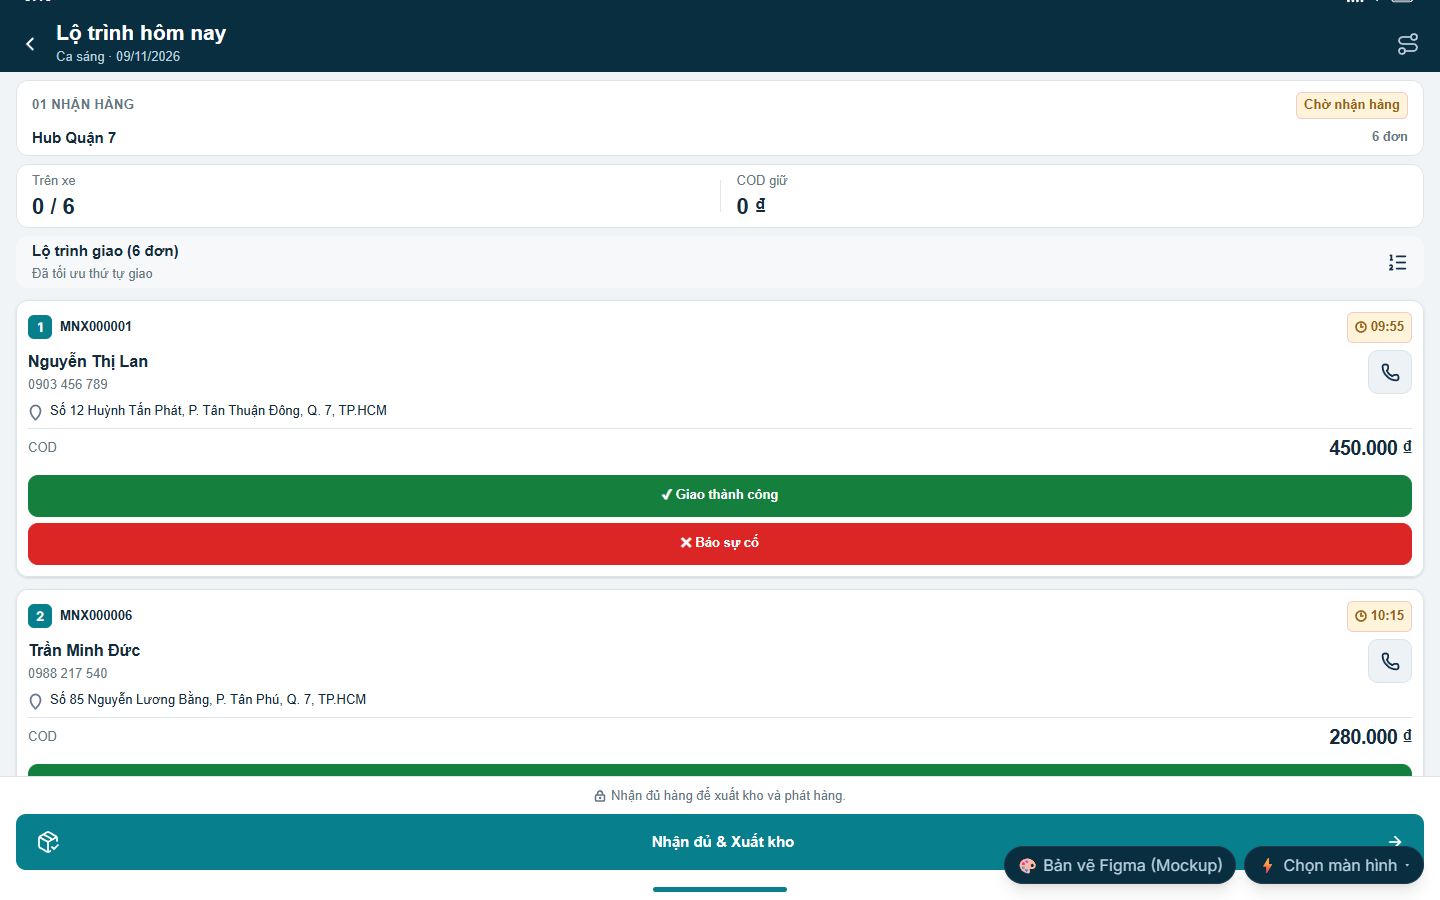 Lộ trình hôm nay
Ca sáng · 09/11/2026
01 NHẬN HÀNG
Chờ nhận hàng
Hub Quận 7
6 đơn
Trên xe
COD giữ
0 / 6
0 ₫
Lộ trình giao (6 đơn)
Đã tối ưu thứ tự giao
1 MNX000001
09:55
Nguyễn Thị Lan
0903 456 789
Số 12 Huỳnh Tấn Phát, P. Tân Thuận Đông, Q. 7, TP.HCM
COD
450.000 ₫
✓ Giao thành công
✕ Báo sự cố
2 MNX000006
10:15
Trần Minh Đức
0988 217 540
Số 85 Nguyễn Lương Bằng, P. Tân Phú, Q. 7, TP.HCM
COD
280.000 ₫
Nhận đủ hàng để xuất kho và phát hàng.
Nhận đủ & Xuất kho
Bản vẽ Figma (Mockup)
Chọn màn hình